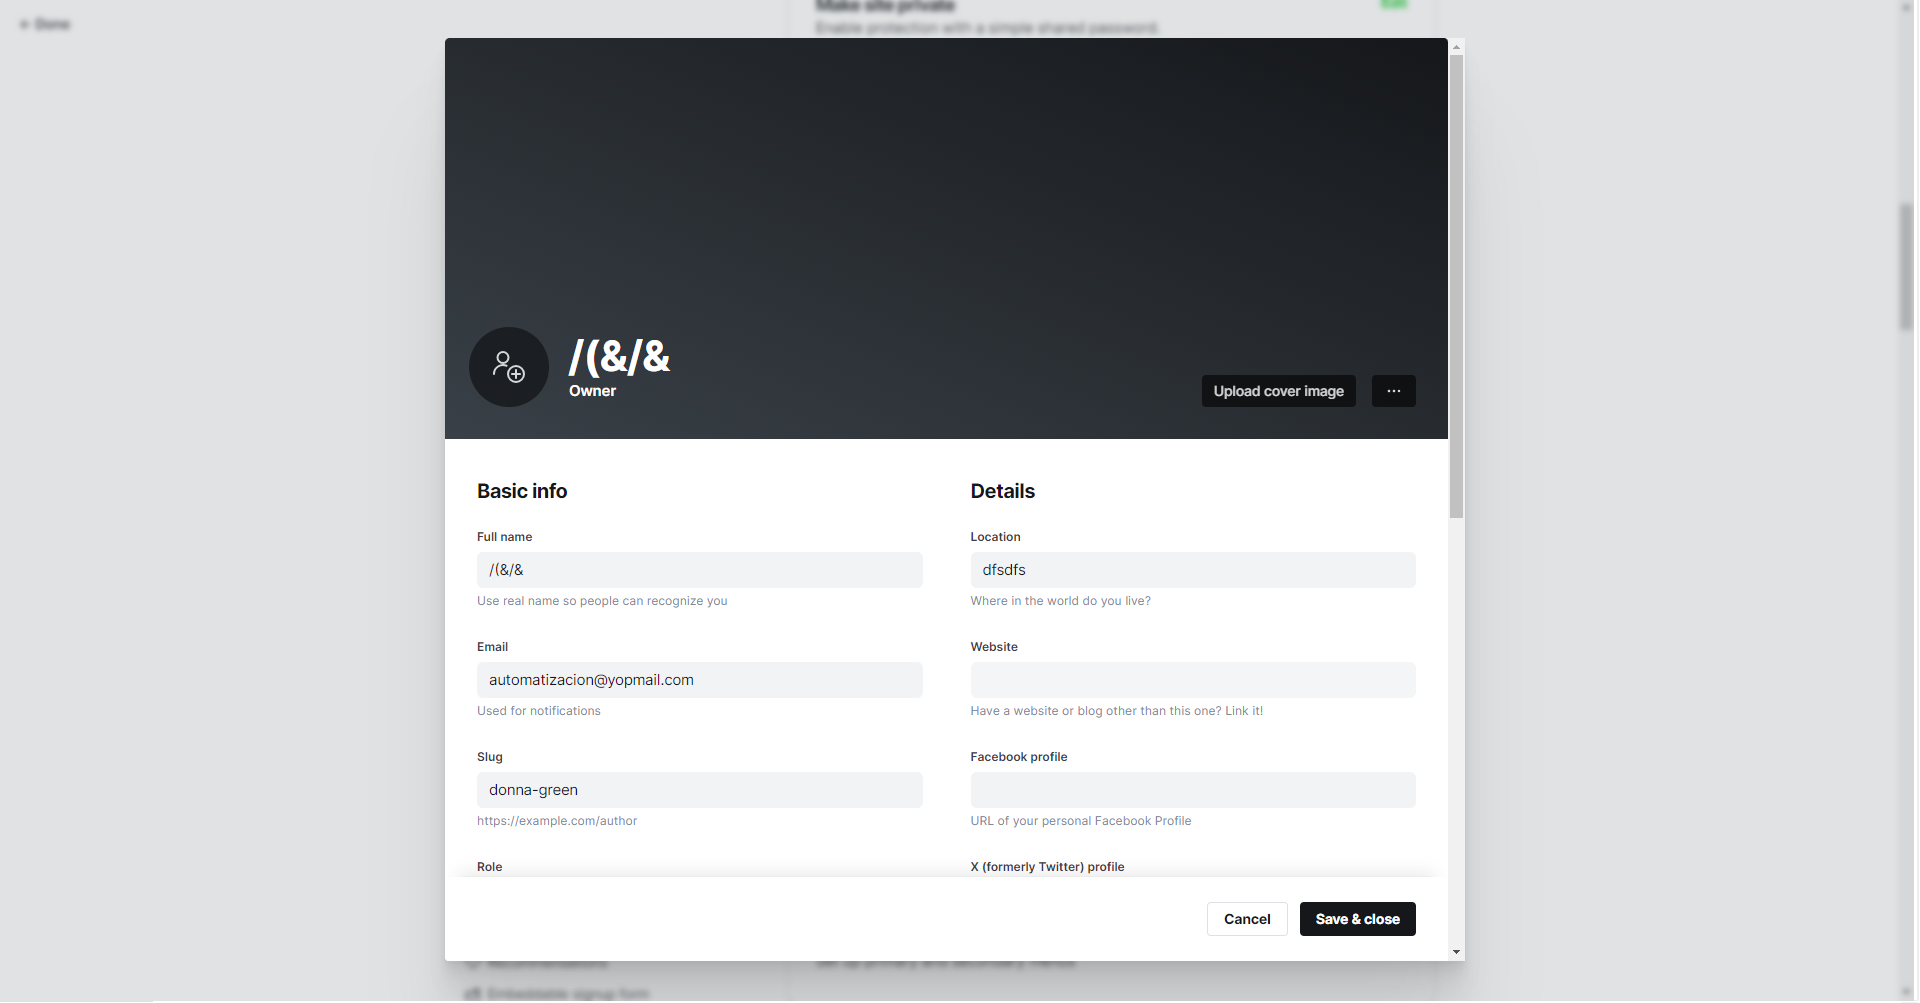 Done
Make site private
Edit
Enable protection with a simple shared password.
/(&/&
Owner
Upload cover image
Basic info
Full name
/(&/&
Use real name so people can recognize you
Email
automatizacion@yopmail.com
Used for notifications
Slug
donna-green
https://example.com/author
Role
Details
Location
dfsdfs
Where in the world do you live?
Website
Have a website or blog other than this one? Link it!
Facebook profile
URL of your personal Facebook Profile
X (formerly Twitter) profile
Cancel
Save & close
Recommendations
Set up primary and secondary menus
Embeddable signup form